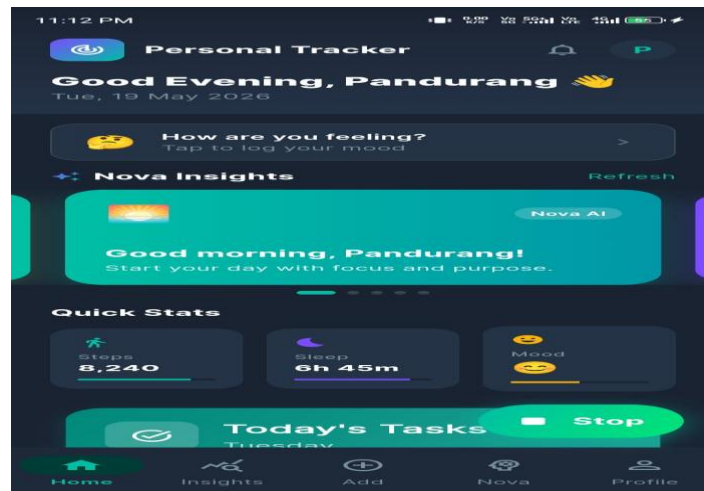 11:12 PM
Personal Tracker
P
Good Evening, Pandurang 👋
Tue, 19 May 2026
How are you feeling?
Tap to log your mood
>
Nova Insights
Refresh
Nova AI
Good morning, Pandurang!
Start your day with focus and purpose.
Quick Stats
Steps
8,240
Sleep
6h 45m
Mood
Today's Tasks
Stop
Tuesday
Home
Insights
Add
Nova
Profile